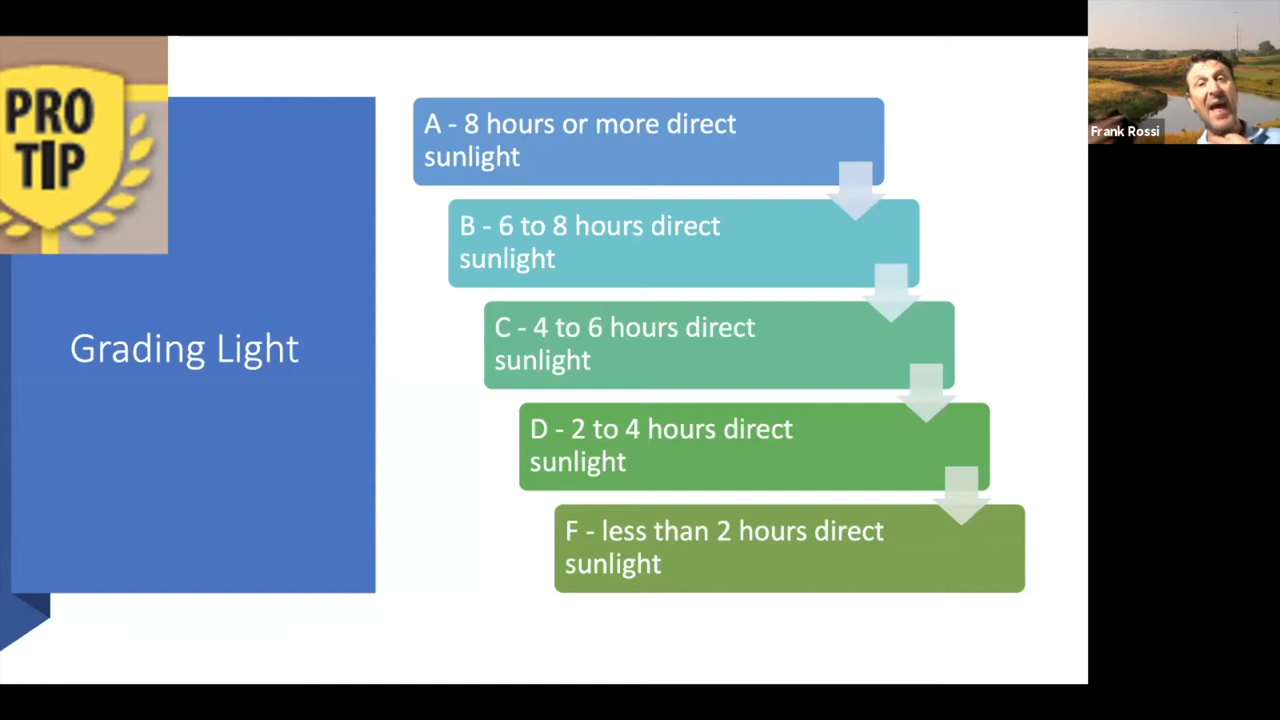 PRO
TIP
Grading Light
A - 8 hours or more direct
sunlight
B - 6 to 8 hours direct
sunlight
C - 4 to 6 hours direct
sunlight
D - 2 to 4 hours direct
sunlight
F - less than 2 hours direct
sunlight
Frank Rossi